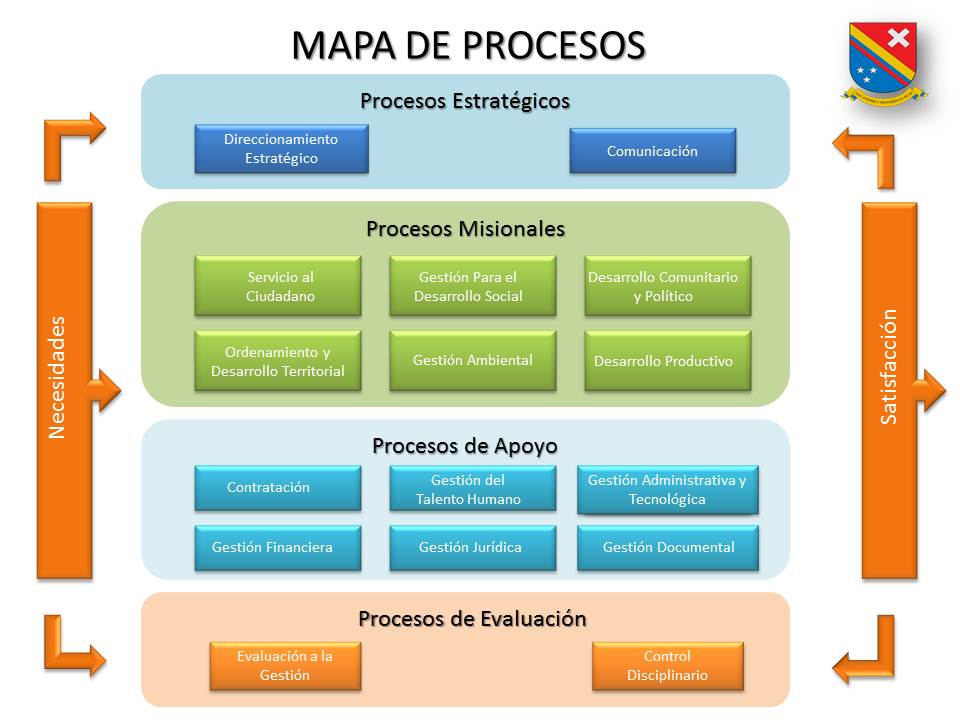 MAPA DE PROCESOS
Procesos Estratégicos
Direccionamiento
Estratégico
Comunicación
Procesos Misionales
Servicio al
Ciudadano
Gestión Para el
Desarrollo Social
Desarrollo Comunitario
y Político
Ordenamiento y
Desarrollo Territorial
Gestión Ambiental
Desarrollo Productivo
Procesos de Apoyo
Contratación
Gestión del
Talento Humano
Gestión Administrativa y
Tecnológica
Gestión Financiera
Gestión Jurídica
Gestión Documental
Procesos de Evaluación
Evaluación a la
Gestión
Control
Disciplinario
Necesidades
Satisfacción